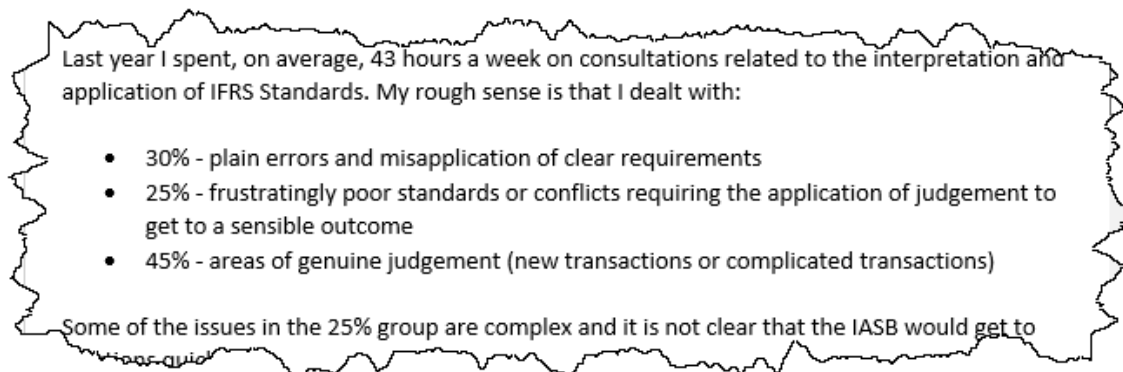 Last year I spent, on average, 43 hours a week on consultations related to the interpretation and
application of IFRS Standards. My rough sense is that I dealt with:
• 30% - plain errors and misapplication of clear requirements
• 25% - frustratingly poor standards or conflicts requiring the application of judgement to
get to a sensible outcome
• 45% - areas of genuine judgement (new transactions or complicated transactions)
Some of the issues in the 25% group are complex and it is not clear that the IASB would get to